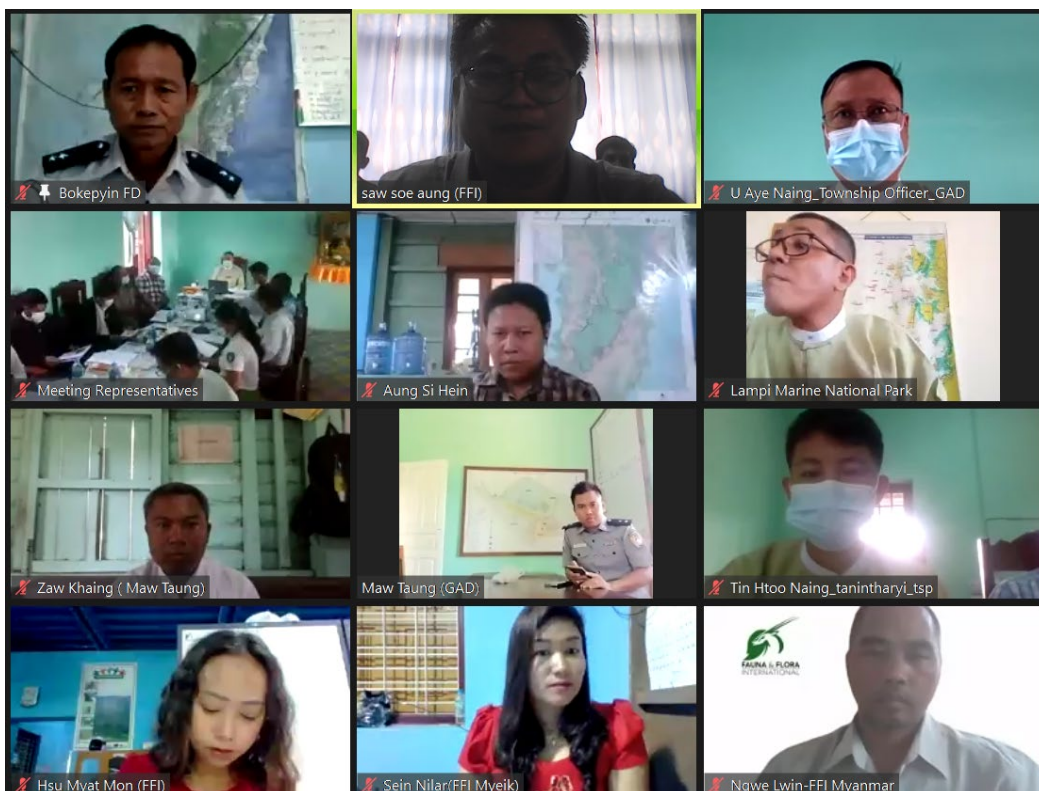 Bokepyin FD
saw soe aung (FFI)
U Aye Naing_Township Officer_GAD
Meeting Representatives
Aung Si Hein
Lampi Marine National Park
Zaw Khaing ( Maw Taung)
Maw Taung (GAD)
Tin Htoo Naing_tanintharyi_tsp
FAUNA & FLORA
INTERNATIONAL
Hsu Myat Mon (FFI)
Sein Nilar(FFI Myeik)
Ngwe Lwin-FFI Myanmar